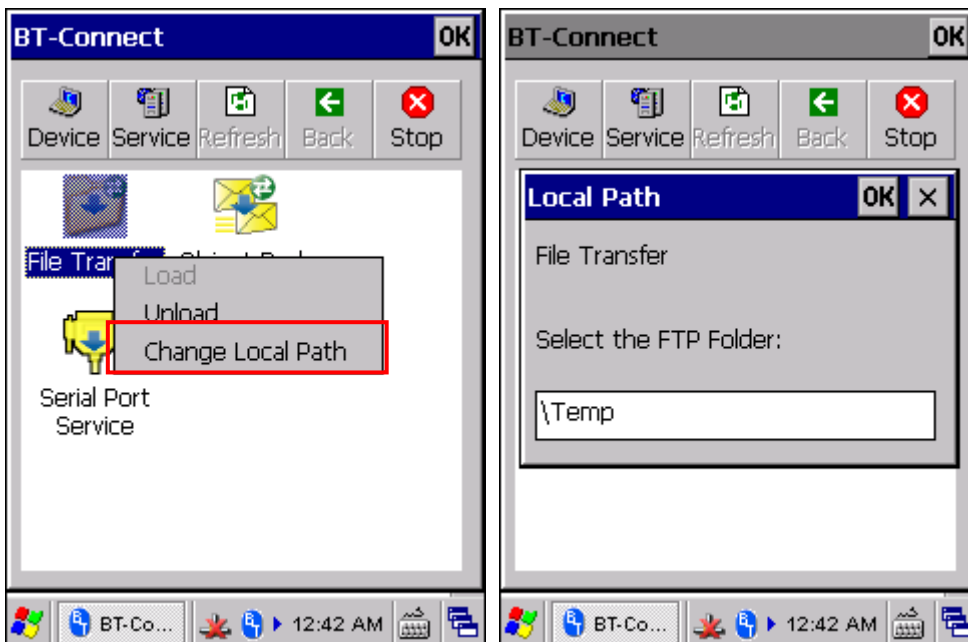 BT-Connect OK
Device Service Refresh Back Stop
File Tran
Load
Unload
Change Local Path
Serial Port
Service
BT-Co... 12:42 AM
BT-Connect OK
Device Service Refresh Back Stop
Local Path OK
File Transfer
Select the FTP Folder:
\Temp
BT-Co... 12:42 AM